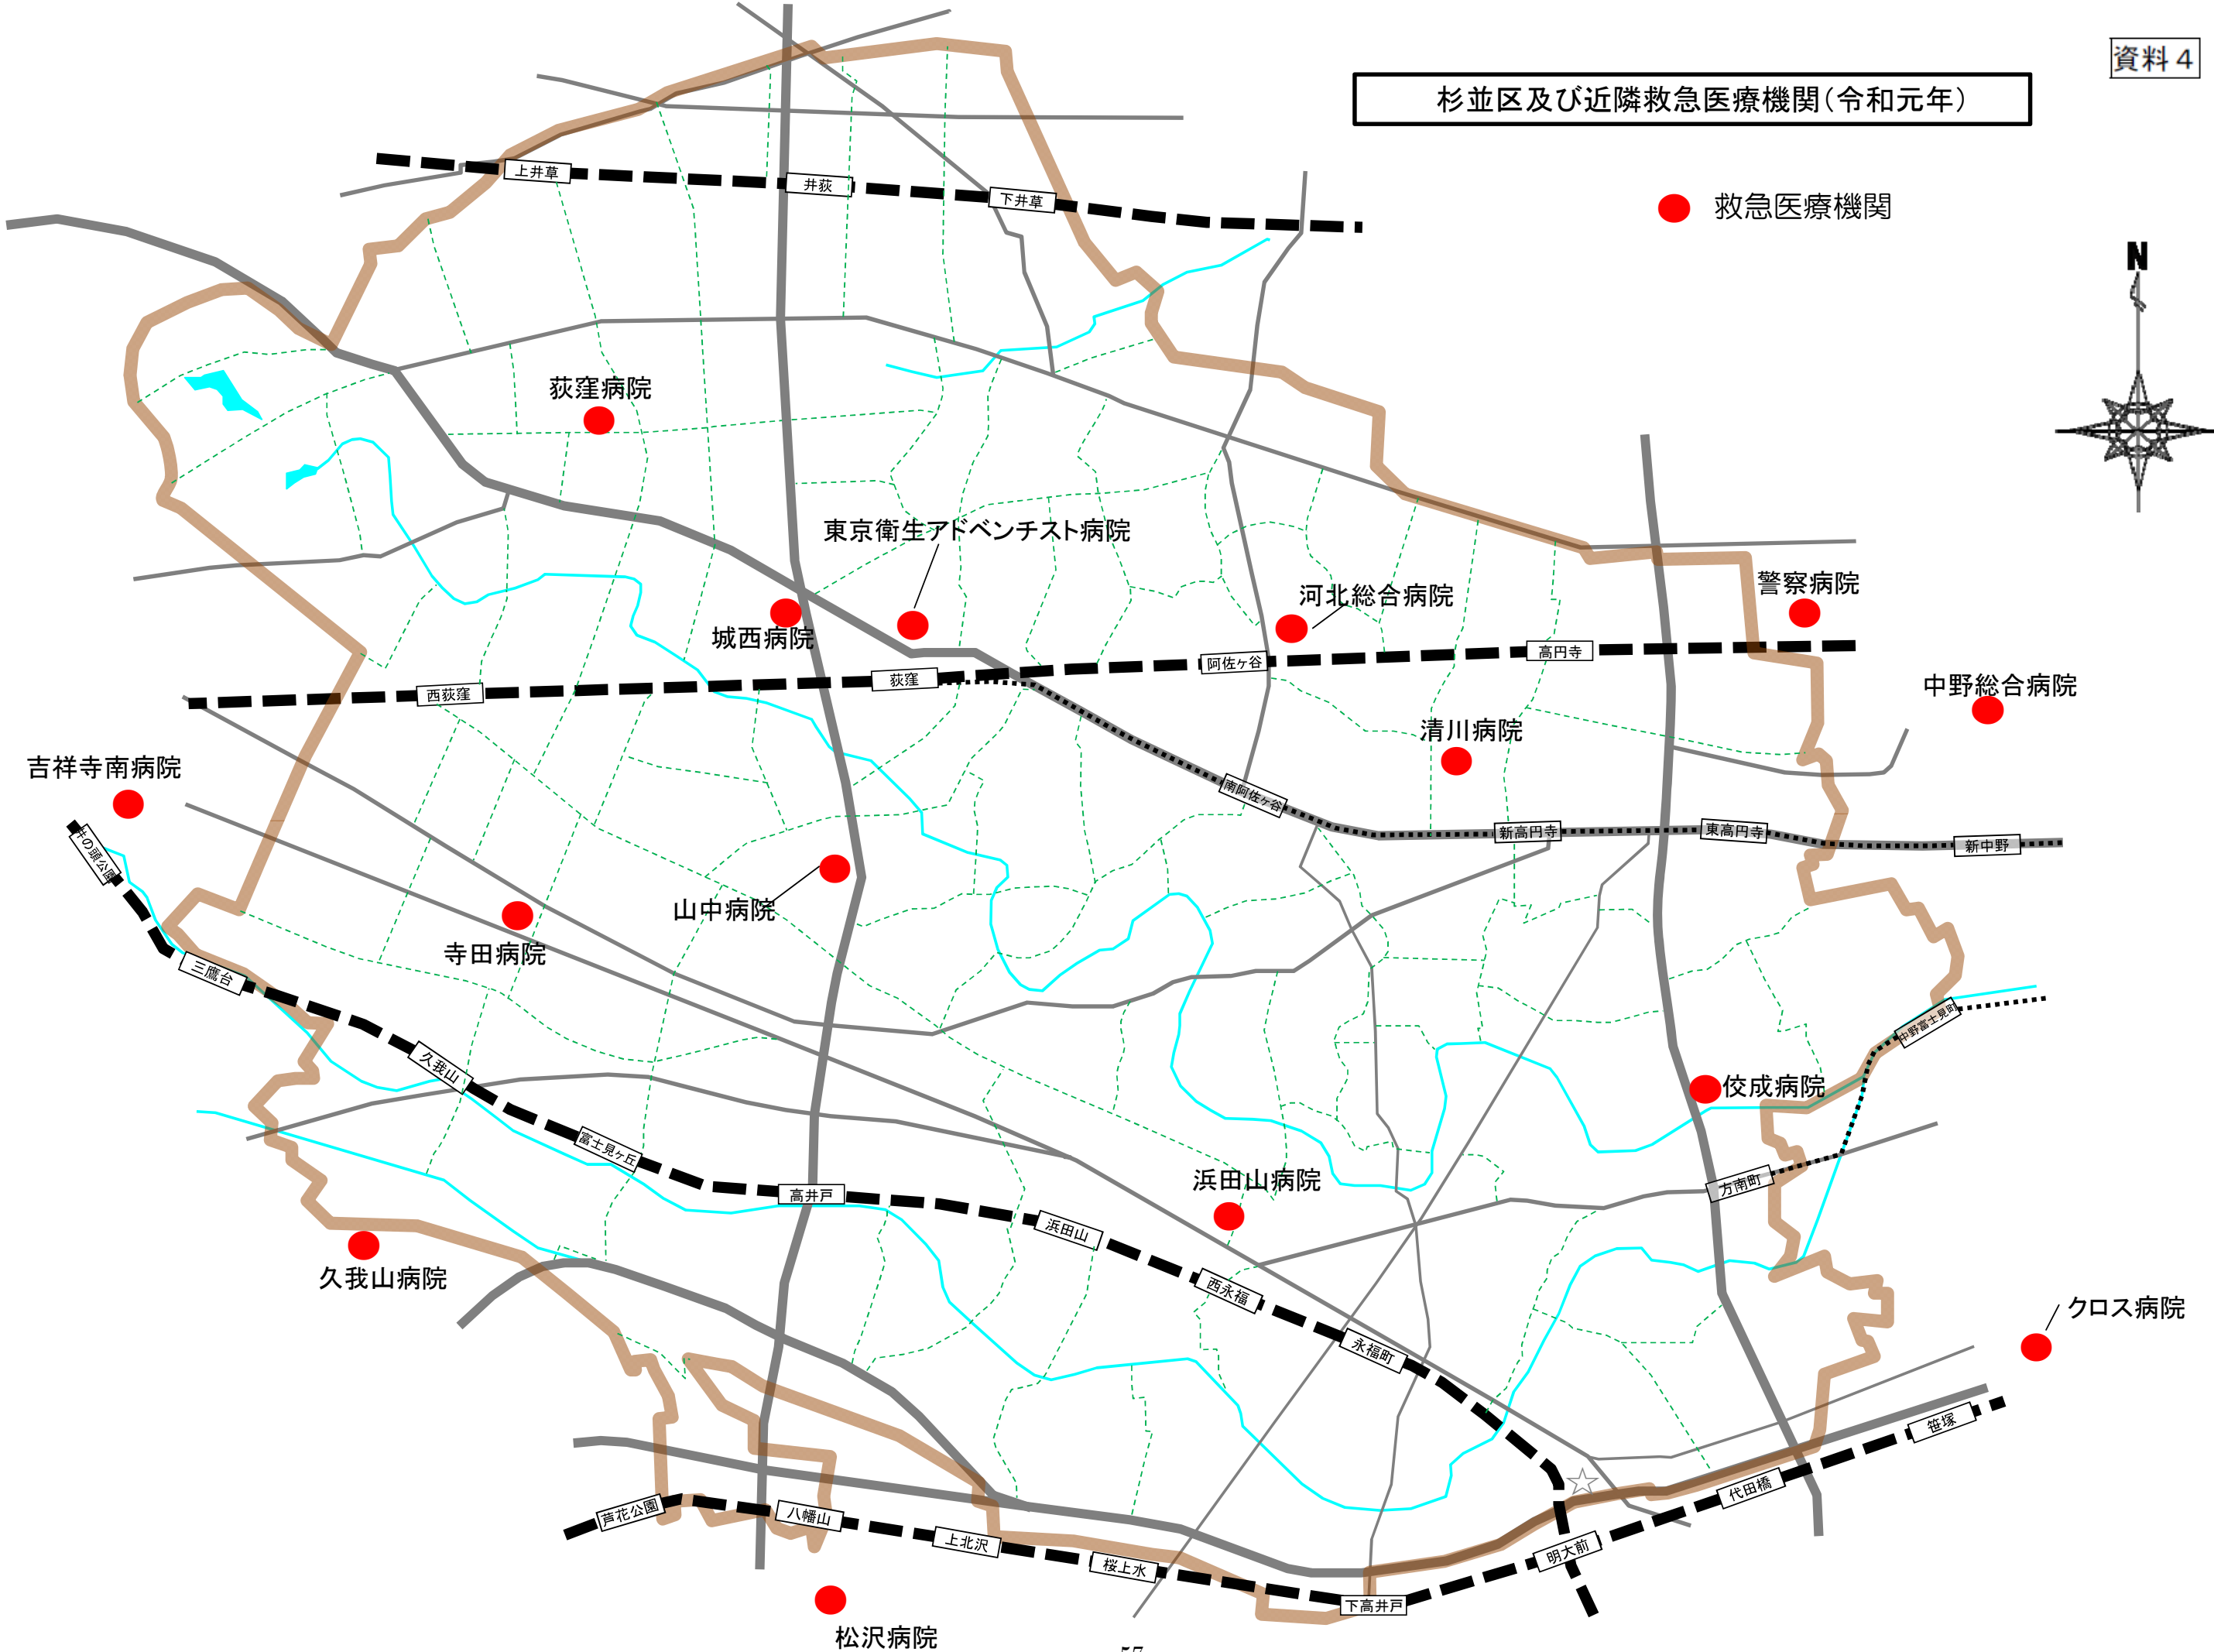 資料４
杉並区及び近隣救急医療機関（令和元年）
救急医療機関
N
上井草
井荻
下井草
荻窪病院
東京衛生アドベンチスト病院
河北総合病院
警察病院
城西病院
阿佐ヶ谷
高円寺
荻窪
西荻窪
中野総合病院
清川病院
吉祥寺南病院
南阿佐ヶ谷
新高円寺
東高円寺
新中野
井の頭公園
山中病院
寺田病院
三鷹台
中野富士見町
久我山
佼成病院
富士見ヶ丘
高井戸
浜田山病院
方南町
浜田山
久我山病院
西永福
クロス病院
永福町
笹塚
代田橋
芦花公園
八幡山
上北沢
明大前
桜上水
下高井戸
松沢病院
57